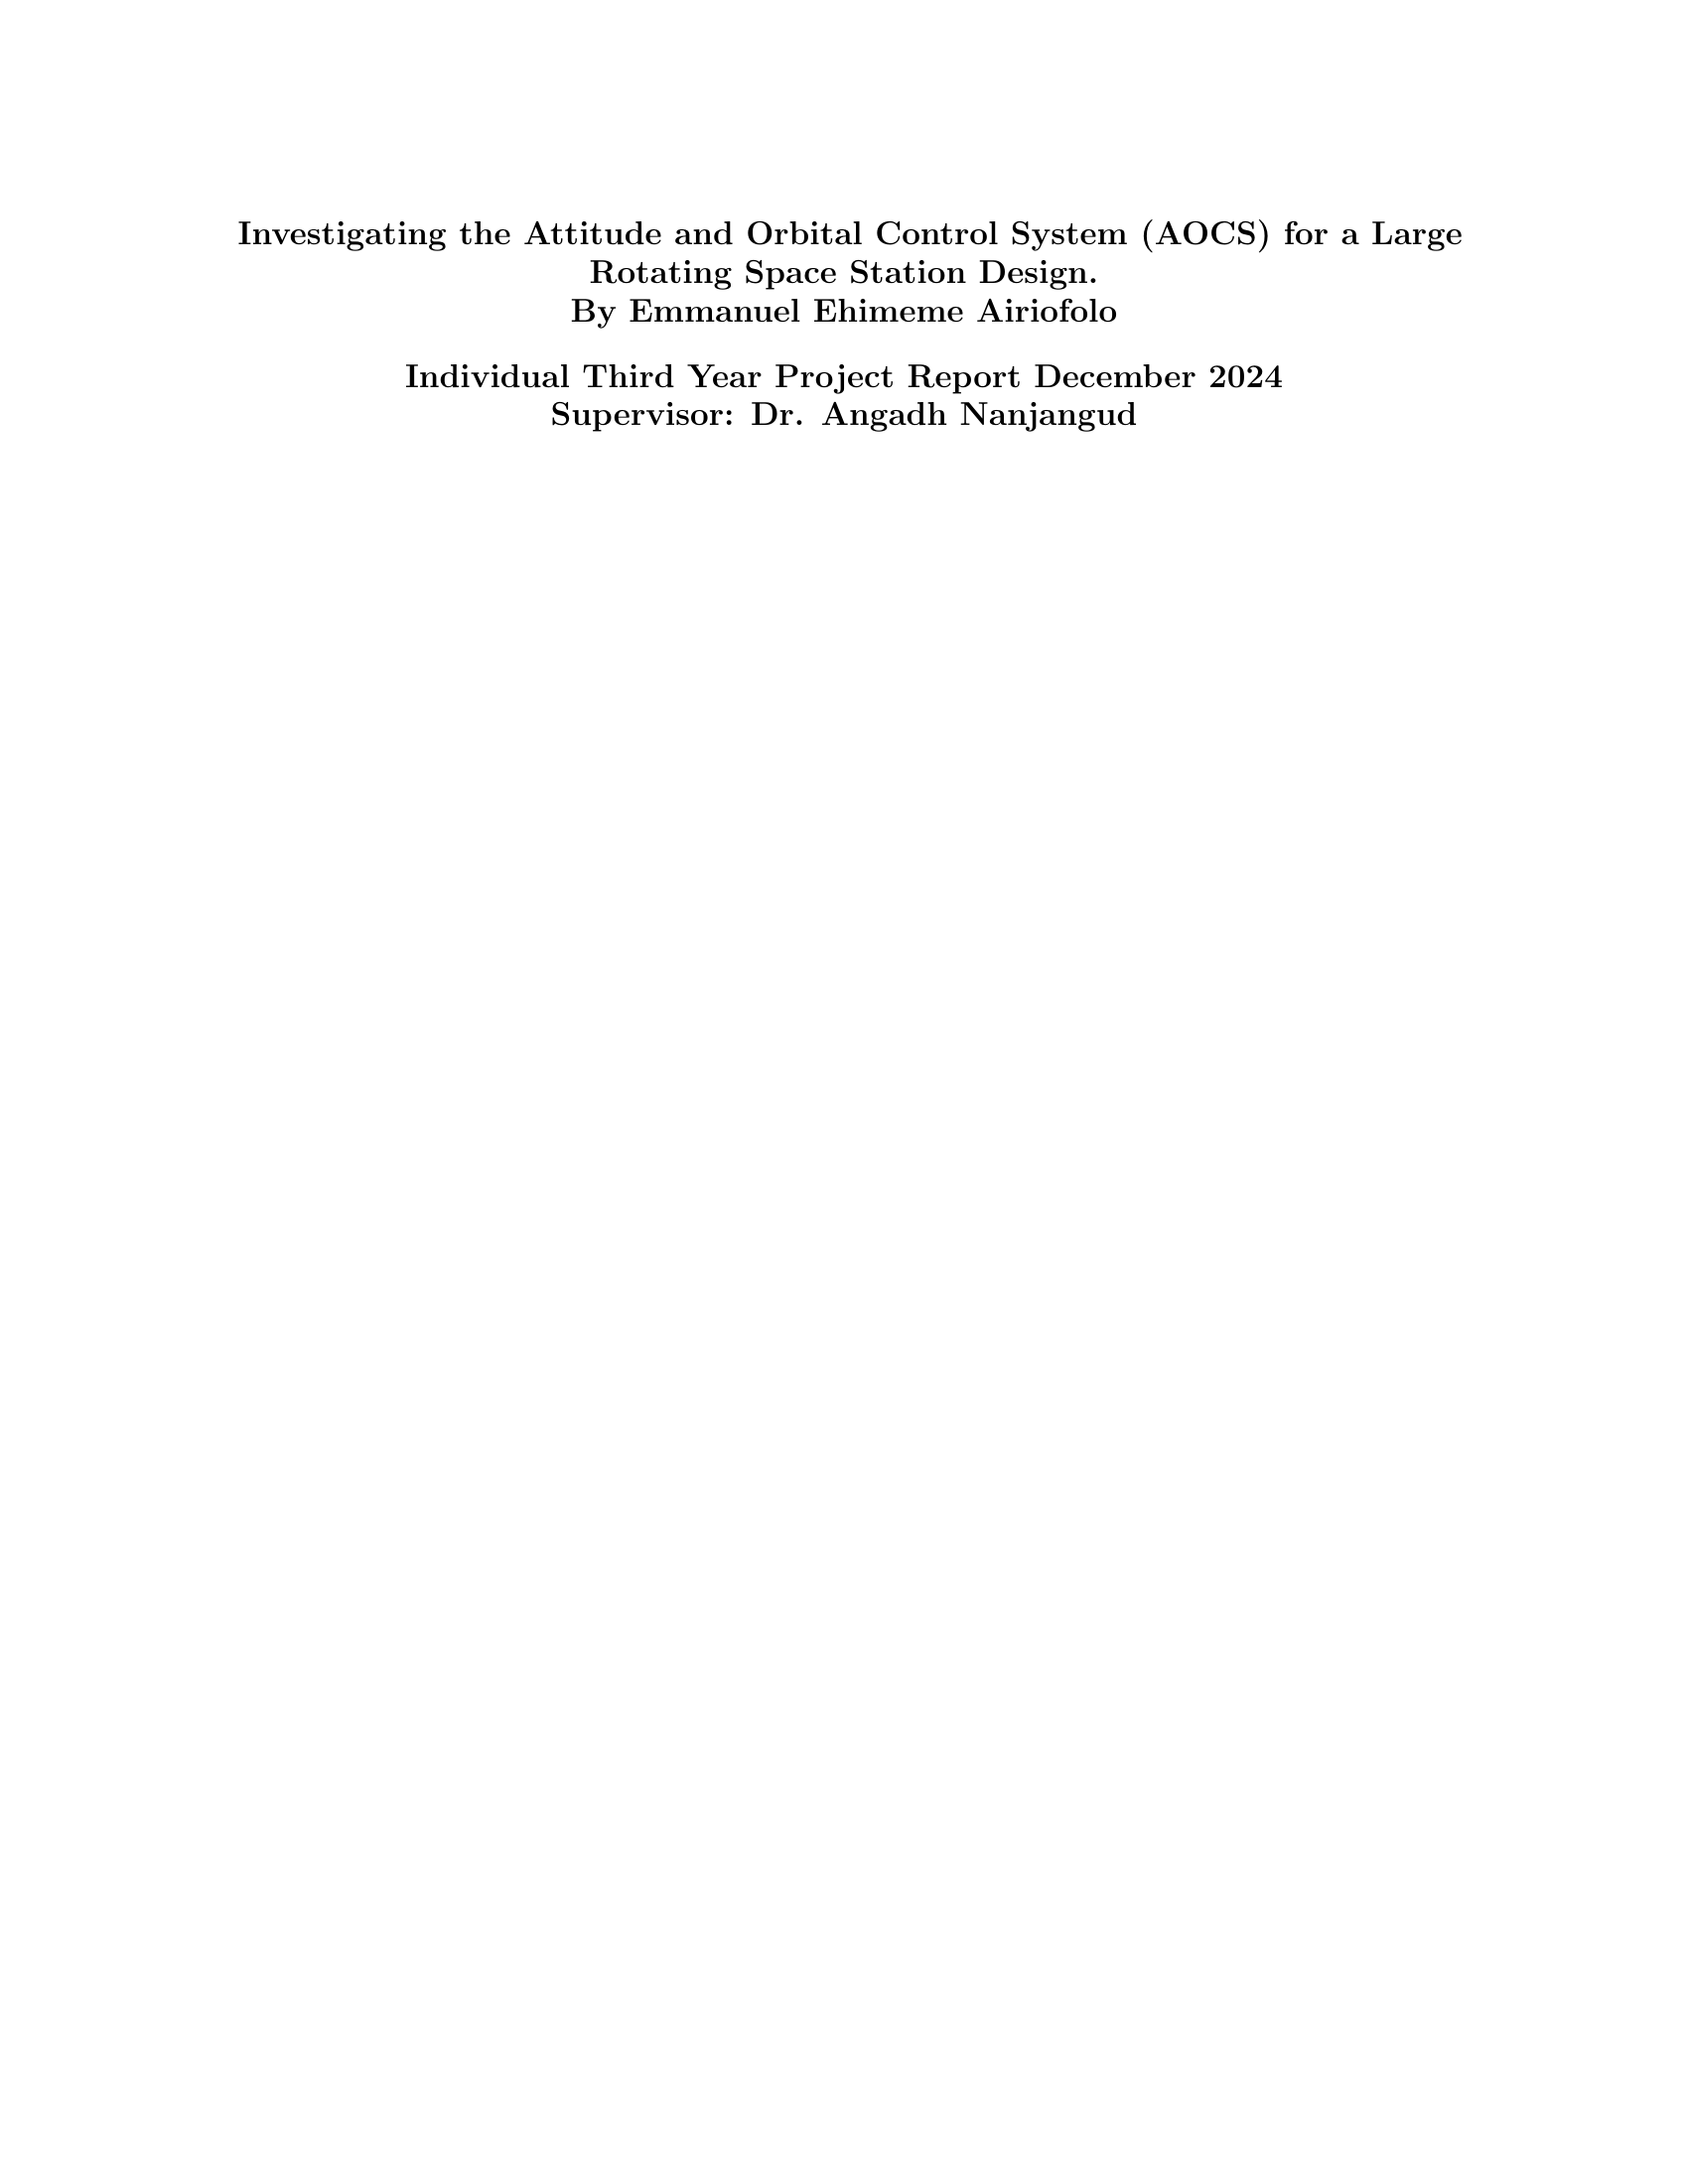 Investigating the Attitude and Orbital Control System (AOCS) for a Large
Rotating Space Station Design.
By Emmanuel Ehimeme Airiofolo
Individual Third Year Project Report December 2024
Supervisor: Dr. Angadh Nanjangud